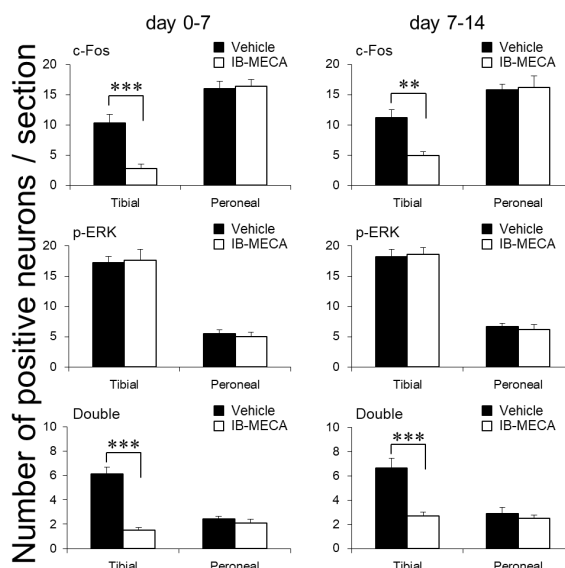 day 0-7
day 7-14
Number of positive neurons / section
c-Fos
Vehicle
IB-MECA
20
15
10
5
0
***
Tibial
Peroneal
c-Fos
Vehicle
IB-MECA
20
15
10
5
0
**
Tibial
Peroneal
p-ERK
Vehicle
IB-MECA
20
15
10
5
0
Tibial
Peroneal
p-ERK
Vehicle
IB-MECA
20
15
10
5
0
Tibial
Peroneal
Double
Vehicle
IB-MECA
10
8
6
4
2
0
***
Tibial
Peroneal
Double
Vehicle
IB-MECA
10
8
6
4
2
0
***
Tibial
Peroneal